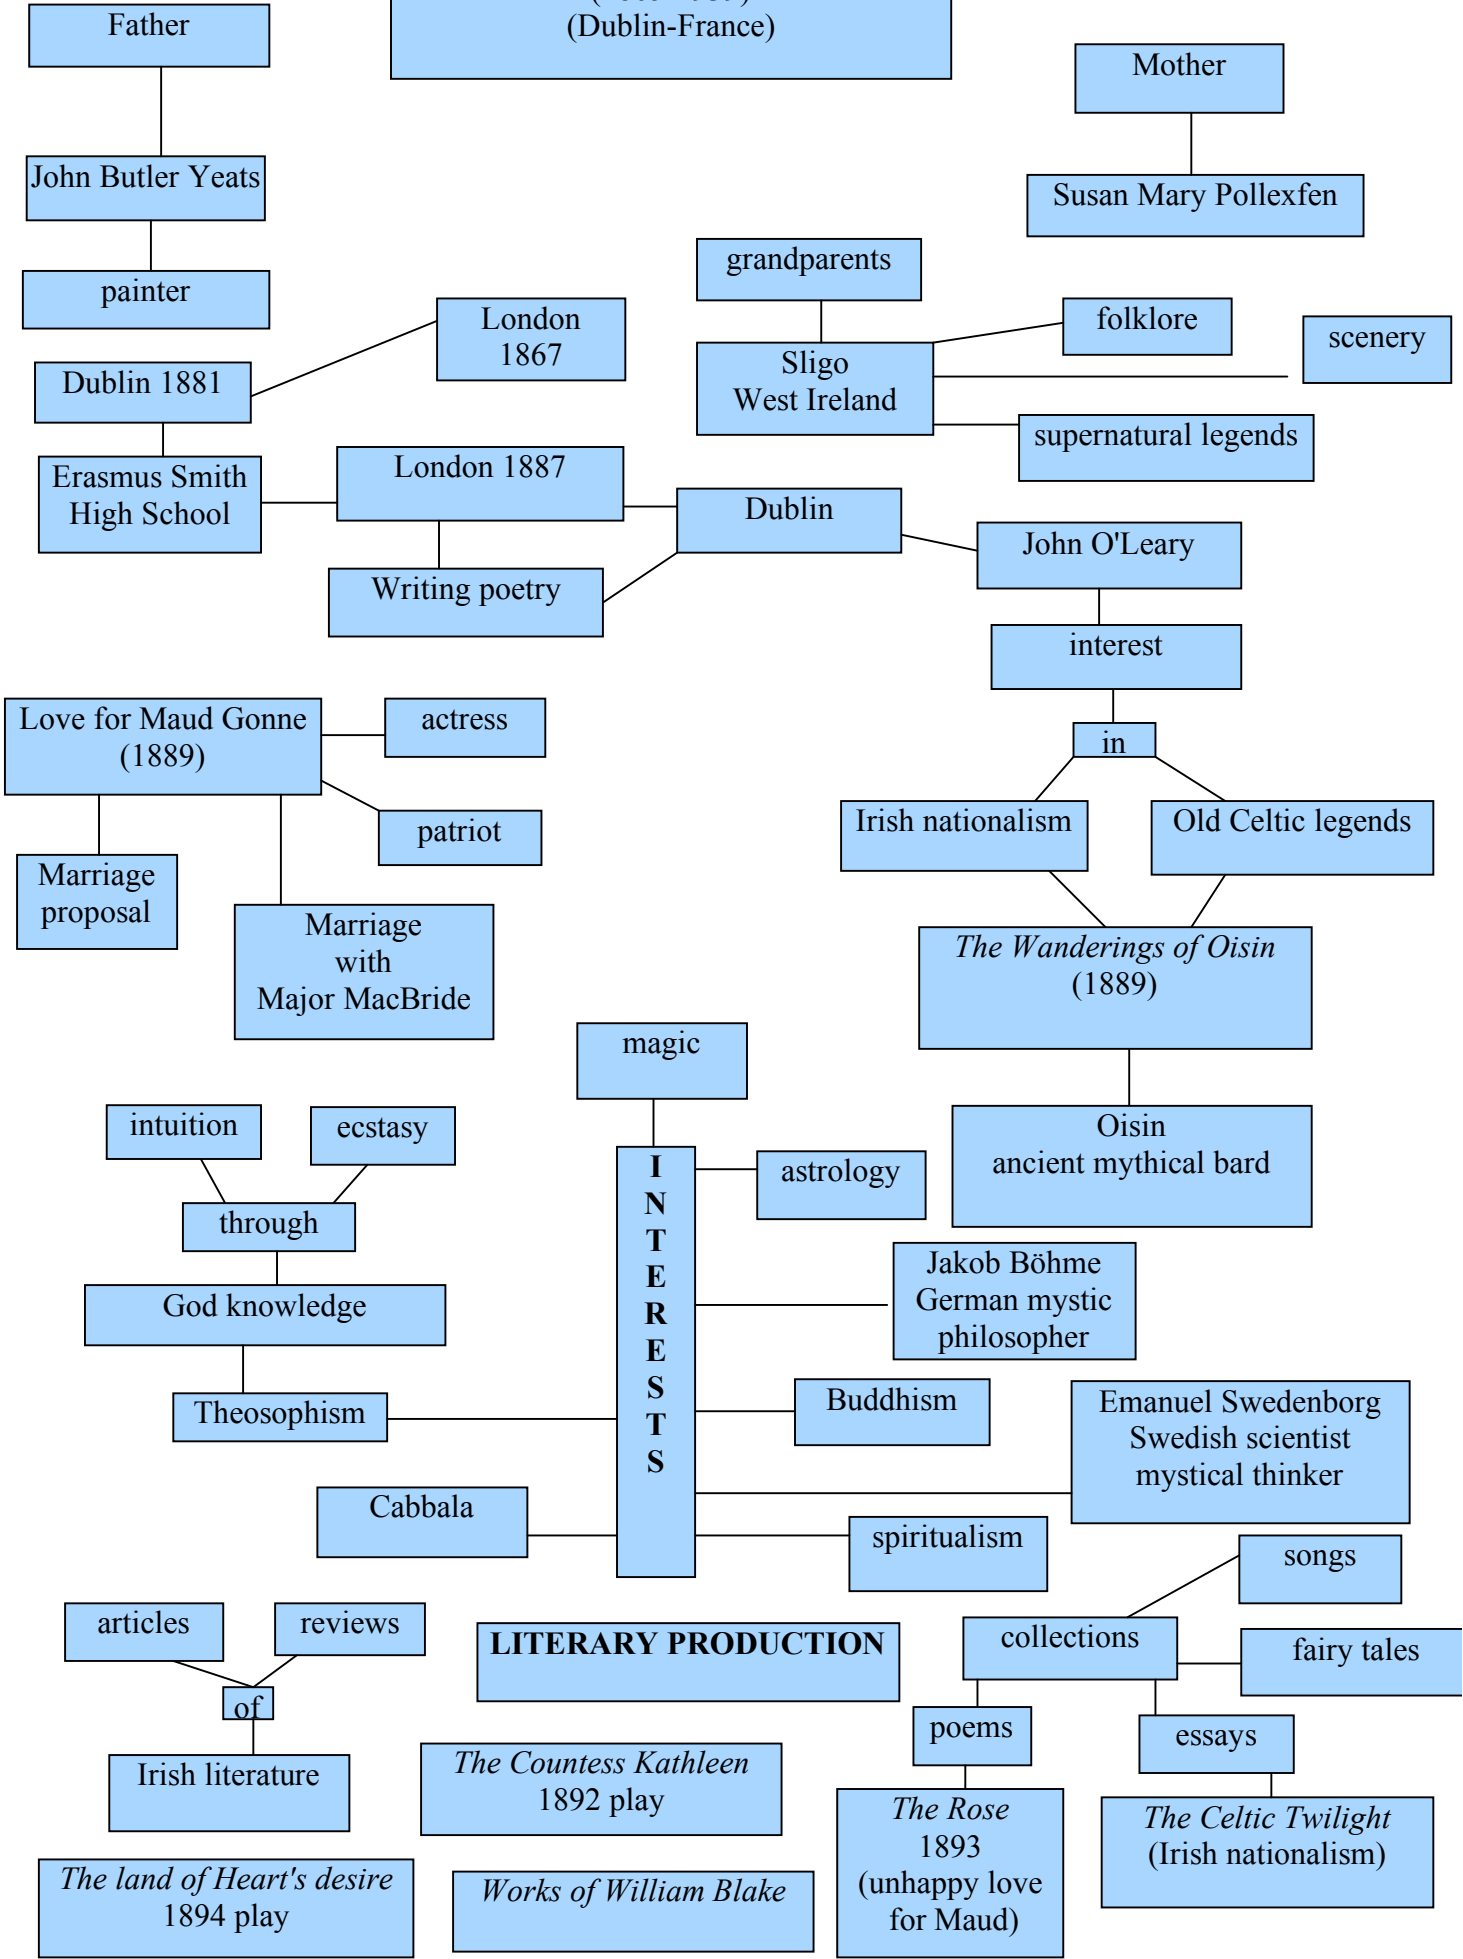 (Dublin-France)
Father
Mother
John Butler Yeats
Susan Mary Pollexfen
painter
grandparents
London
1867
folklore
scenery
Dublin 1881
Sligo
West Ireland
supernatural legends
Erasmus Smith
High School
London 1887
Dublin
John O'Leary
Writing poetry
interest
in
Love for Maud Gonne
(1889)
actress
patriot
Irish nationalism
Old Celtic legends
Marriage
proposal
Marriage
with
Major MacBride
The Wanderings of Oisin
(1889)
Oisin
ancient mythical bard
magic
intuition
ecstasy
through
God knowledge
Theosophism
Cabbala
I
N
T
E
R
E
S
T
S
astrology
Jakob Böhme
German mystic
philosopher
Buddhism
Emanuel Swedenborg
Swedish scientist
mystical thinker
spiritualism
articles
reviews
of
Irish literature
LITERARY PRODUCTION
songs
collections
fairy tales
poems
essays
The Countess Kathleen
1892 play
The Rose
1893
(unhappy love
for Maud)
The Celtic Twilight
(Irish nationalism)
The land of Heart's desire
1894 play
Works of William Blake